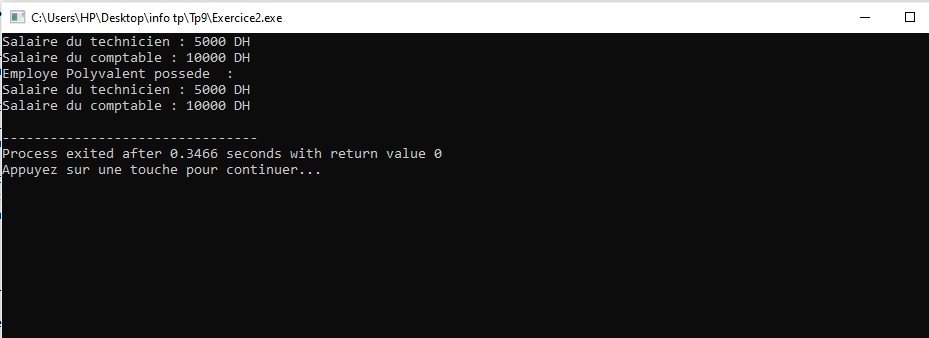 C:\Users\HP\Desktop\info tp\Tp9\Exercice2.exe
Salaire du technicien : 5000 DH
Salaire du comptable : 10000 DH
Employe Polyvalent possede  :
Salaire du technicien : 5000 DH
Salaire du comptable : 10000 DH
--------------------------------
Process exited after 0.3466 seconds with return value 0
Appuyez sur une touche pour continuer...